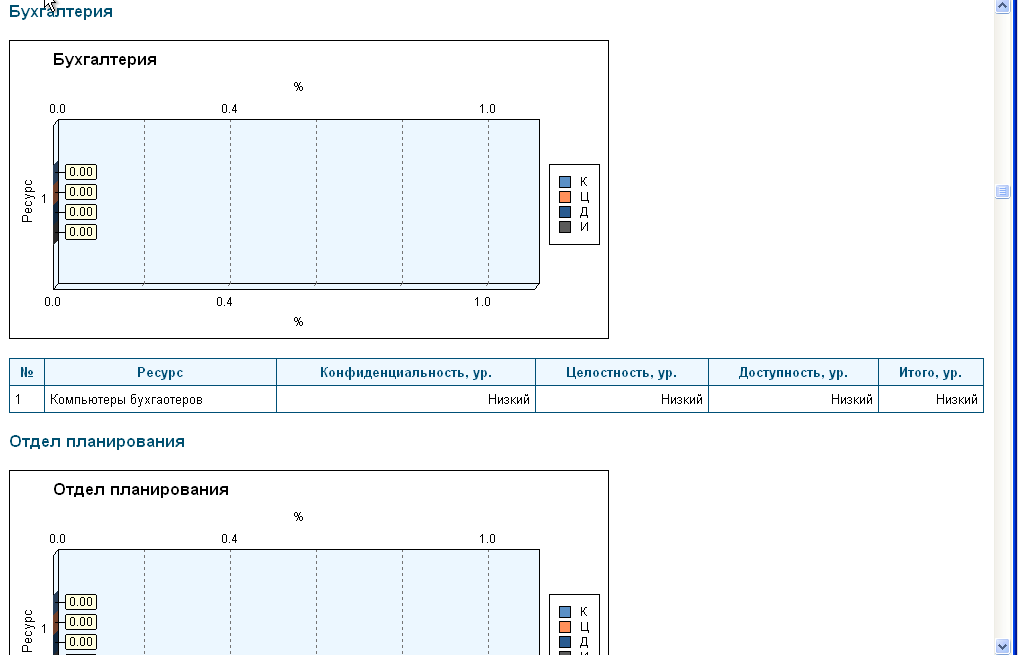 Бухгалтерия
Бухгалтерия
%
0.0 0.4 1.0
0.00
0.00
0.00
0.00
Ресурс
1
К
Ц
Д
И
0.0 0.4 1.0
%
№ Ресурс Конфиденциальность, ур. Целостность, ур. Доступность, ур. Итого, ур.
1 Компьютеры бухгаотеров Низкий Низкий Низкий Низкий
Отдел планирования
Отдел планирования
%
0.0 0.4 1.0
0.00
0.00
0.00
Ресурс
1
К
Ц
Д